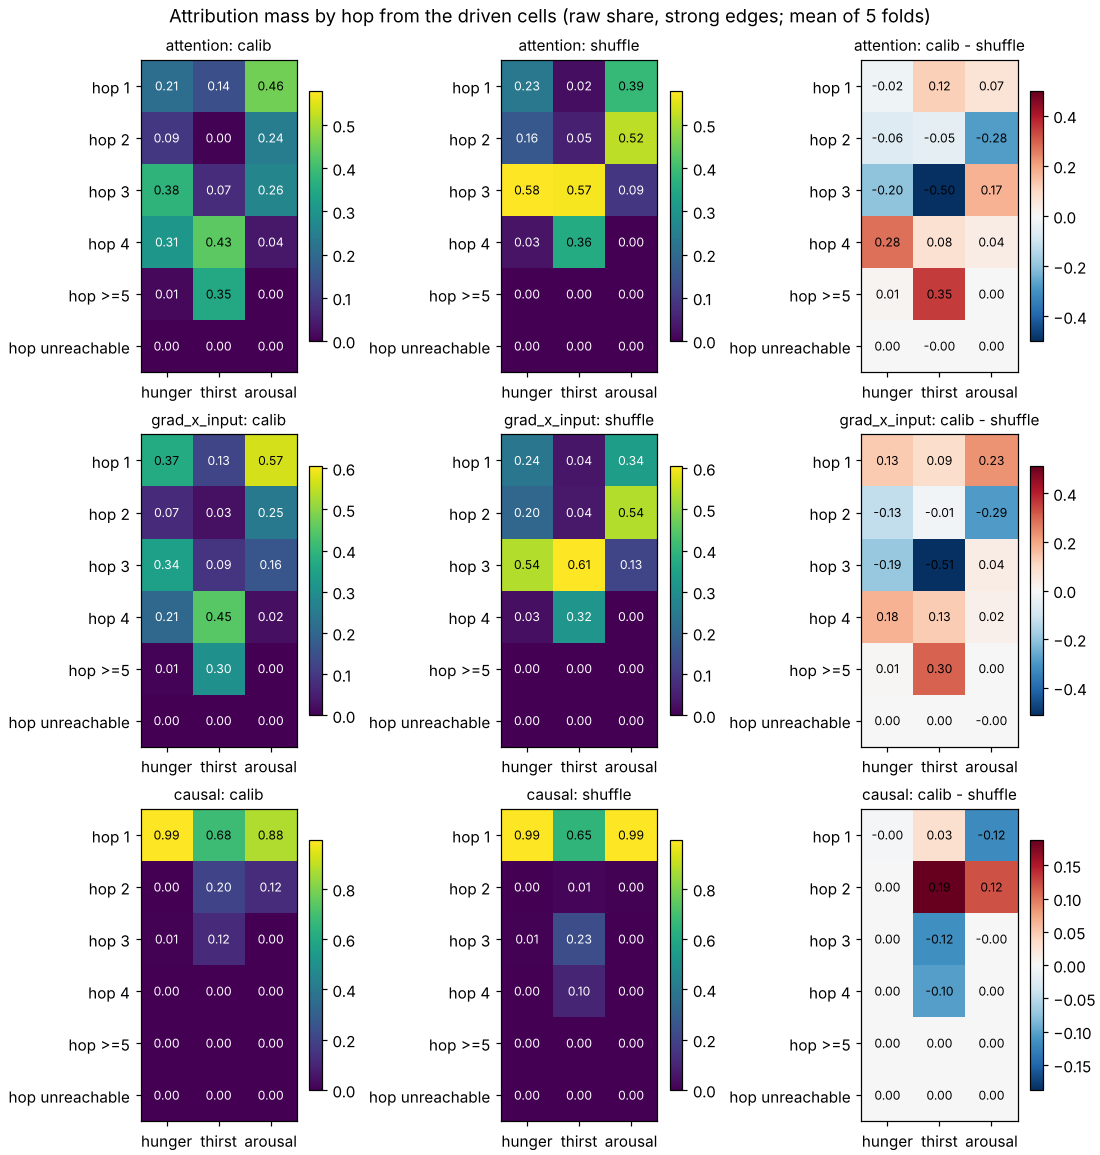 Attribution mass by hop from the driven cells (raw share, strong edges; mean of 5 folds)
attention: calib
hop 1 0.21 0.14 0.46
hop 2 0.09 0.00 0.24
hop 3 0.38 0.07 0.26
hop 4 0.31 0.43 0.04
hop >=5 0.01 0.35 0.00
hop unreachable 0.00 0.00 0.00
hunger thirst arousal
0.5
0.4
0.3
0.2
0.1
0.0
attention: shuffle
hop 1 0.23 0.02 0.39
hop 2 0.16 0.05 0.52
hop 3 0.58 0.57 0.09
hop 4 0.03 0.36 0.00
hop >=5 0.00 0.00 0.00
hop unreachable 0.00 0.00 0.00
hunger thirst arousal
0.5
0.4
0.3
0.2
0.1
0.0
attention: calib - shuffle
hop 1 -0.02 0.12 0.07
hop 2 -0.06 -0.05 -0.28
hop 3 -0.20 -0.50 0.17
hop 4 0.28 0.08 0.04
hop >=5 0.01 0.35 0.00
hop unreachable 0.00 -0.00 0.00
hunger thirst arousal
0.4
0.2
0.0
−0.2
−0.4
grad_x_input: calib
hop 1 0.37 0.13 0.57
hop 2 0.07 0.03 0.25
hop 3 0.34 0.09 0.16
hop 4 0.21 0.45 0.02
hop >=5 0.01 0.30 0.00
hop unreachable 0.00 0.00 0.00
hunger thirst arousal
0.6
0.5
0.4
0.3
0.2
0.1
0.0
grad_x_input: shuffle
hop 1 0.24 0.04 0.34
hop 2 0.20 0.04 0.54
hop 3 0.54 0.61 0.13
hop 4 0.03 0.32 0.00
hop >=5 0.00 0.00 0.00
hop unreachable 0.00 0.00 0.00
hunger thirst arousal
0.6
0.5
0.4
0.3
0.2
0.1
0.0
grad_x_input: calib - shuffle
hop 1 0.13 0.09 0.23
hop 2 -0.13 -0.01 -0.29
hop 3 -0.19 -0.51 0.04
hop 4 0.18 0.13 0.02
hop >=5 0.01 0.30 0.00
hop unreachable 0.00 0.00 -0.00
hunger thirst arousal
0.4
0.2
0.0
−0.2
−0.4
causal: calib
hop 1 0.99 0.68 0.88
hop 2 0.00 0.20 0.12
hop 3 0.01 0.12 0.00
hop 4 0.00 0.00 0.00
hop >=5 0.00 0.00 0.00
hop unreachable 0.00 0.00 0.00
hunger thirst arousal
0.8
0.6
0.4
0.2
0.0
causal: shuffle
hop 1 0.99 0.65 0.99
hop 2 0.00 0.01 0.00
hop 3 0.01 0.23 0.00
hop 4 0.00 0.10 0.00
hop >=5 0.00 0.00 0.00
hop unreachable 0.00 0.00 0.00
hunger thirst arousal
0.8
0.6
0.4
0.2
0.0
causal: calib - shuffle
hop 1 -0.00 0.03 -0.12
hop 2 0.00 0.19 0.12
hop 3 0.00 -0.12 -0.00
hop 4 0.00 -0.10 0.00
hop >=5 0.00 0.00 0.00
hop unreachable 0.00 0.00 0.00
hunger thirst arousal
0.15
0.10
0.05
0.00
−0.05
−0.10
−0.15